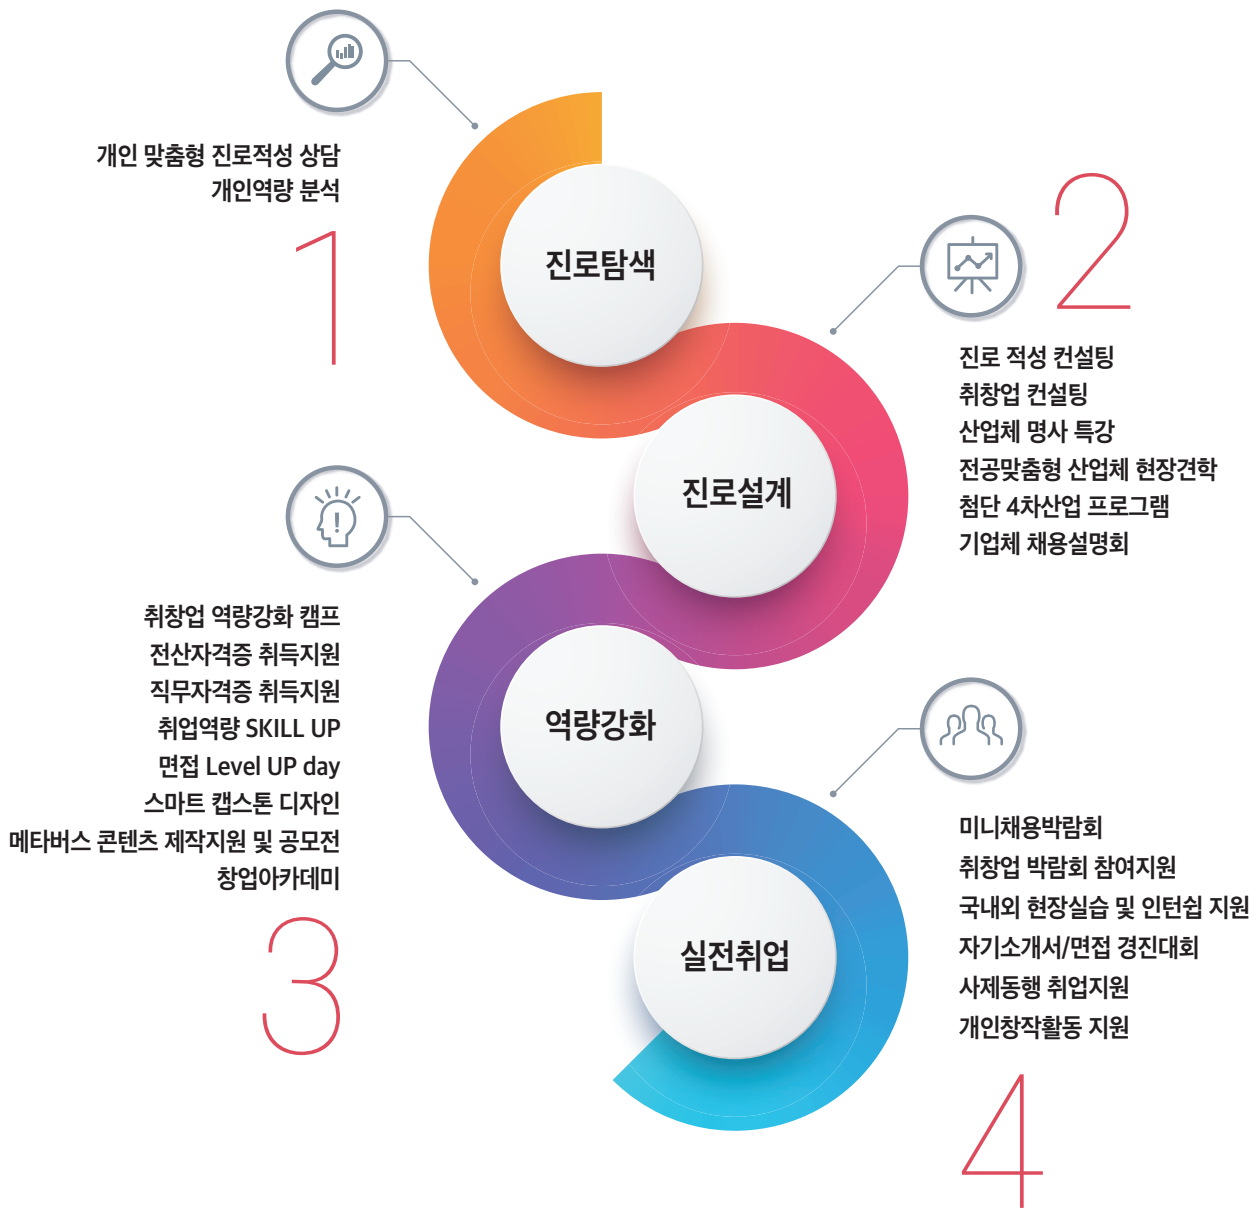 개인 맞춤형 진로적성 상담
개인역량 분석
1
진로탐색
2
진로 적성 컨설팅
취창업 컨설팅
산업체 명사 특강
전공맞춤형 산업체 현장견학
첨단 4차산업 프로그램
기업체 채용설명회
진로설계
취창업 역량강화 캠프
전산자격증 취득지원
직무자격증 취득지원
취업역량 SKILL UP
면접 Level UP day
스마트 캡스톤 디자인
메타버스 콘텐츠 제작지원 및 공모전
창업아카데미
3
역량강화
미니채용박람회
취창업 박람회 참여지원
국내외 현장실습 및 인턴쉽 지원
자기소개서/면접 경진대회
사제동행 취업지원
개인창작활동 지원
4
실전취업